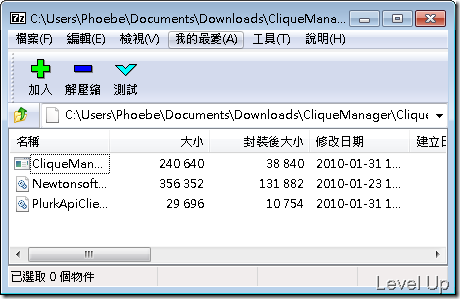 7z C:\Users\Phoebe\Documents\Downloads\CliqueMana...
檔案(F) 編輯(E) 檢視(V) 我的最愛(A) 工具(T) 說明(H)
加入 解壓縮 測試
C:\Users\Phoebe\Documents\Downloads\CliqueManager\Clique
名稱 大小 封裝後大小 修改日期 建立日
CliqueMan... 240 640 38 840 2010-01-31 1...
Newtonsoft... 356 352 131 882 2010-01-23 1...
PlurkApiClie... 29 696 10 754 2010-01-31 1...
已選取 0 個物件
Level Up